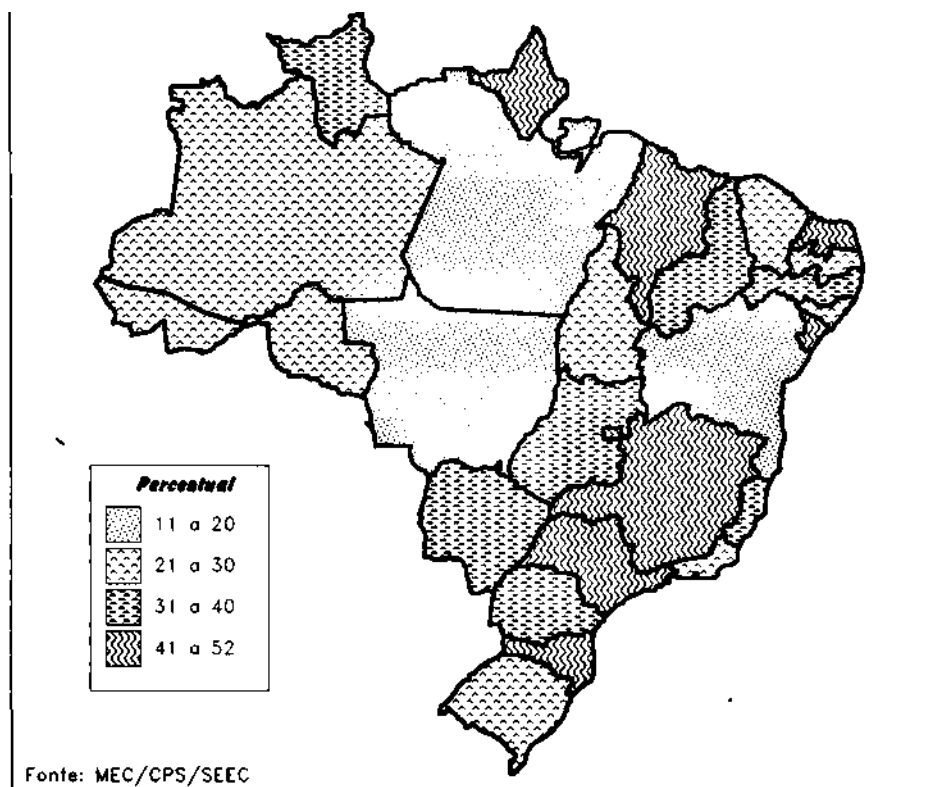 Percentual
11 a 20
21 a 30
31 a 40
41 a 52
Fonte: MEC/CPS/SEEC